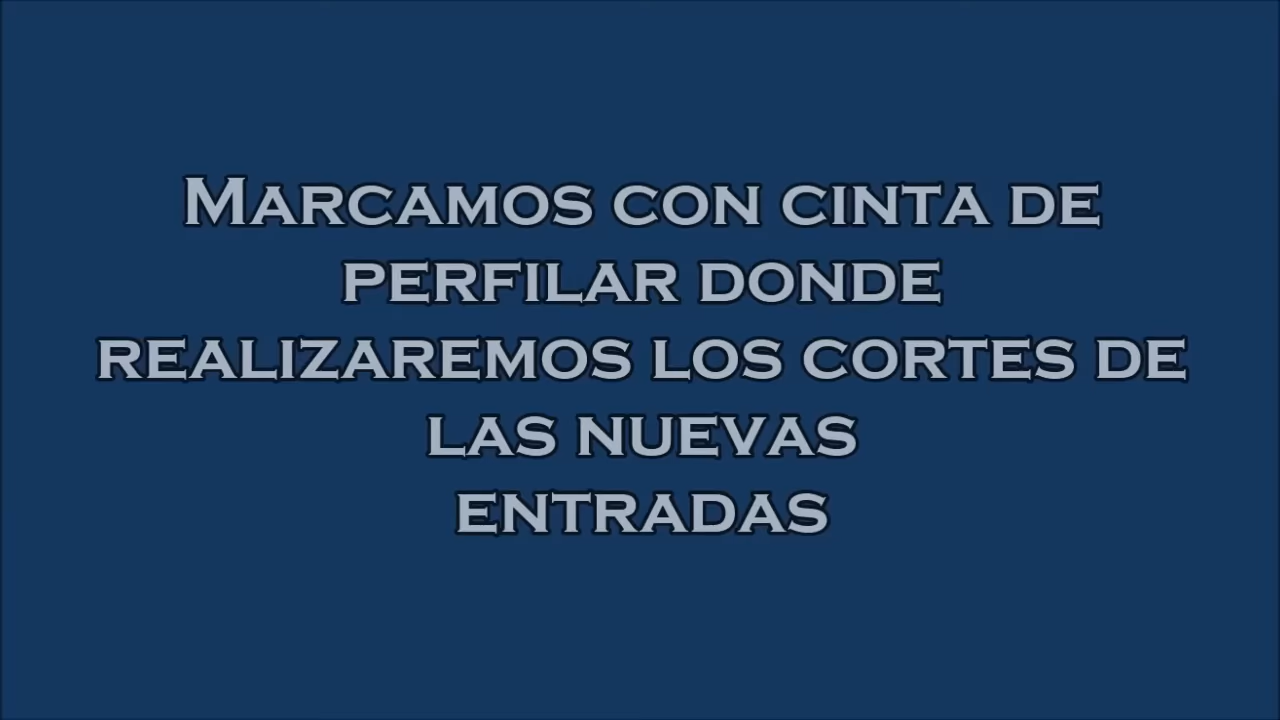 Marcamos con cinta de
perfilar donde
realizaremos los cortes de
las nuevas
entradas